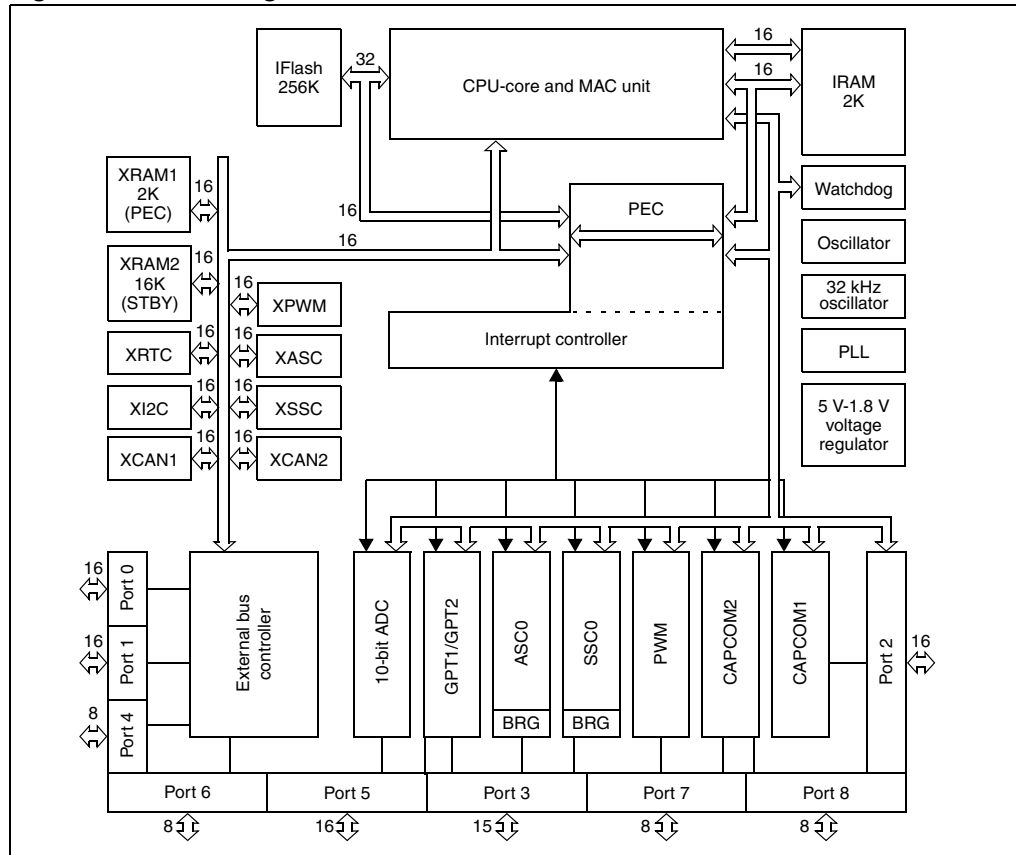 IFlash
256K
32
CPU-core and MAC unit
16
16
IRAM
2K
XRAM1
2K
(PEC)
16
16
PEC
Watchdog
16
Oscillator
XRAM2
16K
(STBY)
16
16
XPWM
32 kHz
oscillator
XRTC
16
16
XASC
Interrupt controller
PLL
XI2C
16
16
XSSC
5 V-1.8 V
voltage
regulator
XCAN1
16
16
XCAN2
16
Port 0
16
Port 1
8
Port 4
External bus
controller
10-bit ADC
GPT1/GPT2
ASC0
BRG
SSC0
BRG
PWM
CAPCOM2
CAPCOM1
Port 2
16
Port 6
Port 5
Port 3
Port 7
Port 8
8
16
15
8
8